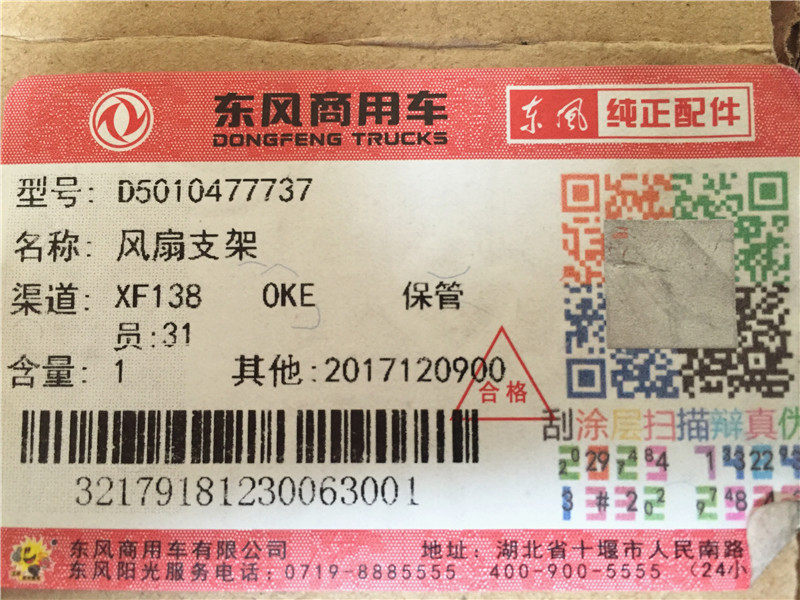 东风商用车
DONGFENG TRUCKS
东风 纯正配件
型号: D5010477737
名称: 风扇支架
渠道: XF138 OKE 保管
员:31
含量: 1 其他:2017120900
合格
刮涂层扫描辩真伪
32179181230063001
东风商用车有限公司 地址: 湖北省十堰市人民南路
东风阳光服务电话: 0719-8885555 400-900-5555 (24小